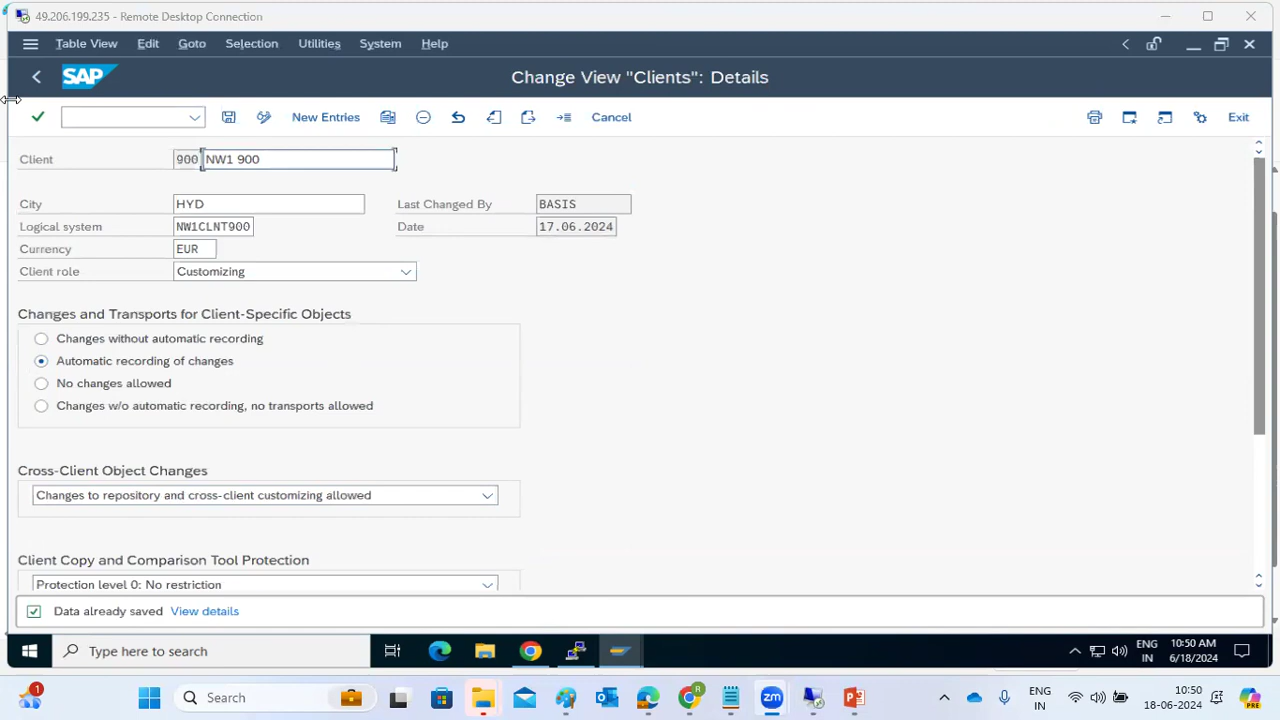 49.206.199.235 - Remote Desktop Connection
Table View Edit Goto Selection Utilities System Help
SAP Change View "Clients": Details
New Entries Cancel Exit
Client 900 NW1 900
City HYD Last Changed By BASIS
Logical system NW1CLNT900 Date 17.06.2024
Currency EUR
Client role Customizing
Changes and Transports for Client-Specific Objects
Changes without automatic recording
Automatic recording of changes
No changes allowed
Changes w/o automatic recording, no transports allowed
Cross-Client Object Changes
Changes to repository and cross-client customizing allowed
Client Copy and Comparison Tool Protection
Protection level 0: No restriction
Data already saved View details
Type here to search ENG IN 10:50 AM 6/18/2024
1 Search ENG IN 10:50 18-06-2024